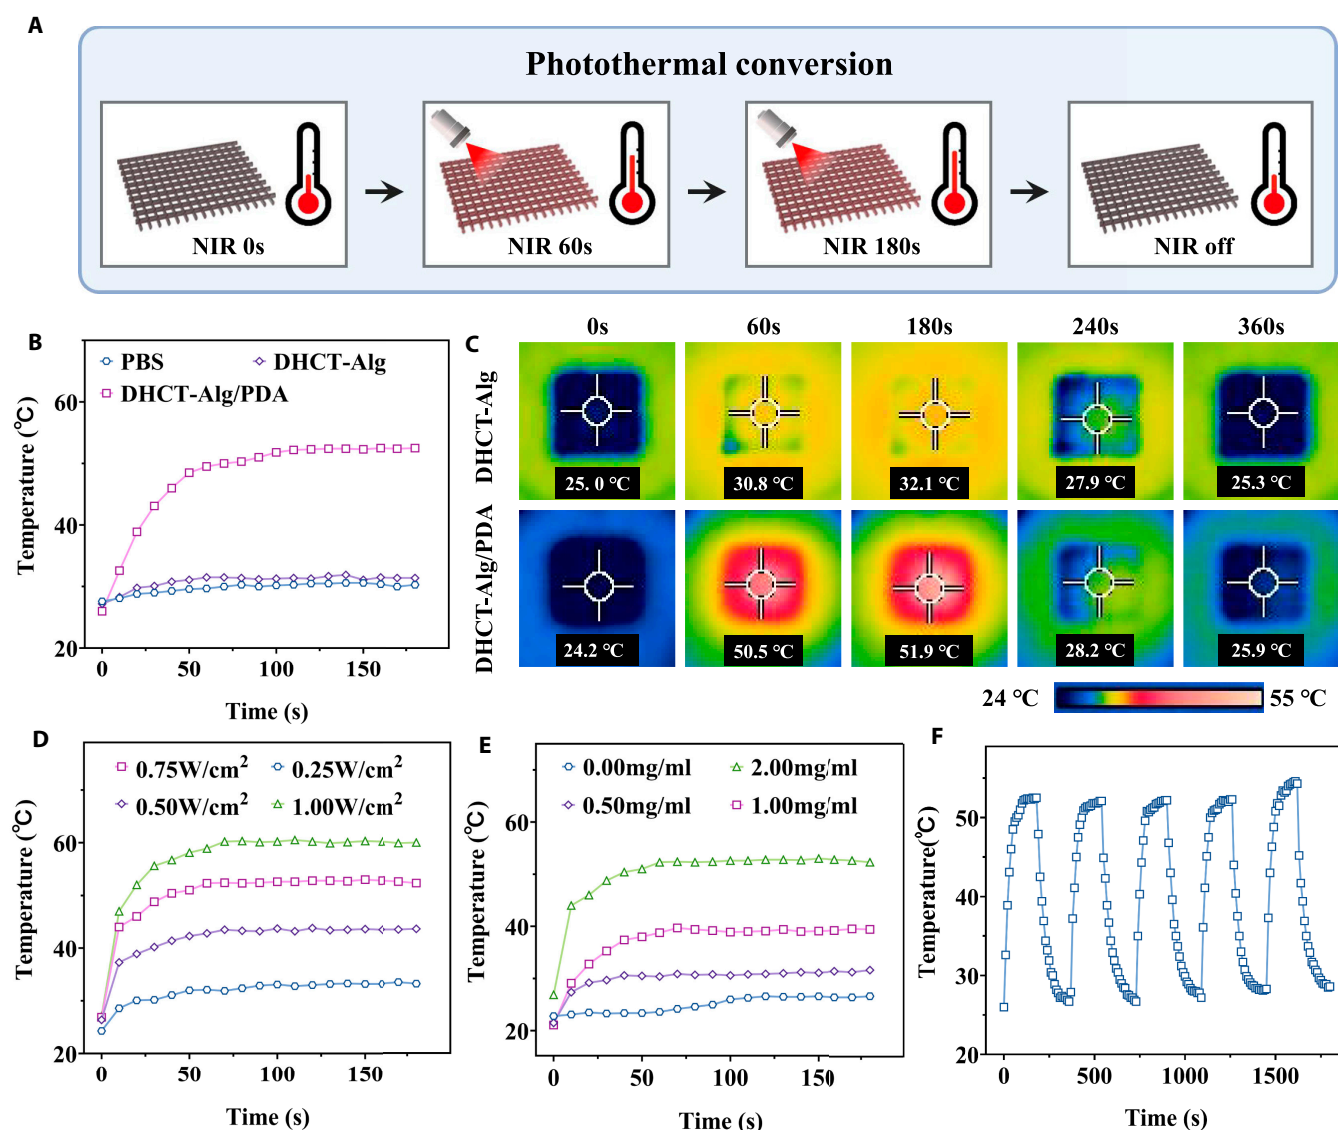 A
Photothermal conversion
NIR 0s
NIR 60s
NIR 180s
NIR off
B
PBS
DHCT-Alg
DHCT-Alg/PDA
Temperature (℃)
60
40
20
0 50 100 150
Time (s)
C
0s 60s 180s 240s 360s
DHCT-Alg
25. 0 ℃ 30.8 ℃ 32.1 ℃ 27.9 ℃ 25.3 ℃
DHCT-Alg/PDA
24.2 ℃ 50.5 ℃ 51.9 ℃ 28.2 ℃ 25.9 ℃
24 ℃ 55 ℃
D
0.75W/cm² 0.25W/cm²
0.50W/cm² 1.00W/cm²
Temperature (℃)
80
60
40
20
0 50 100 150
Time (s)
E
0.00mg/ml 2.00mg/ml
0.50mg/ml 1.00mg/ml
Temperature (℃)
60
40
20
0 50 100 150
Time (s)
F
Temperature(℃)
50
40
30
20
0 500 1000 1500
Time (s)